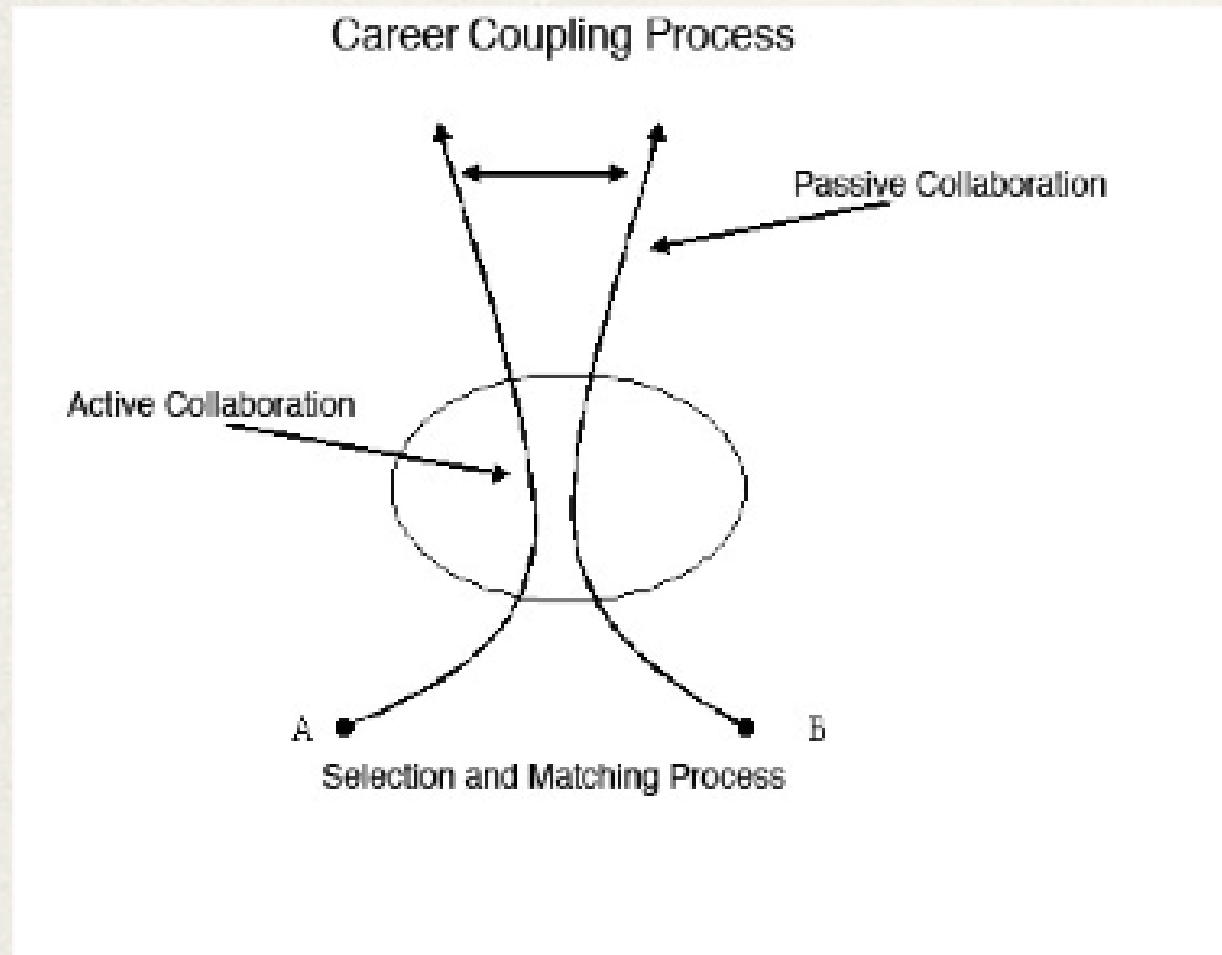 Career Coupling Process
Passive Collaboration
Active Collaboration
A
B
Selection and Matching Process